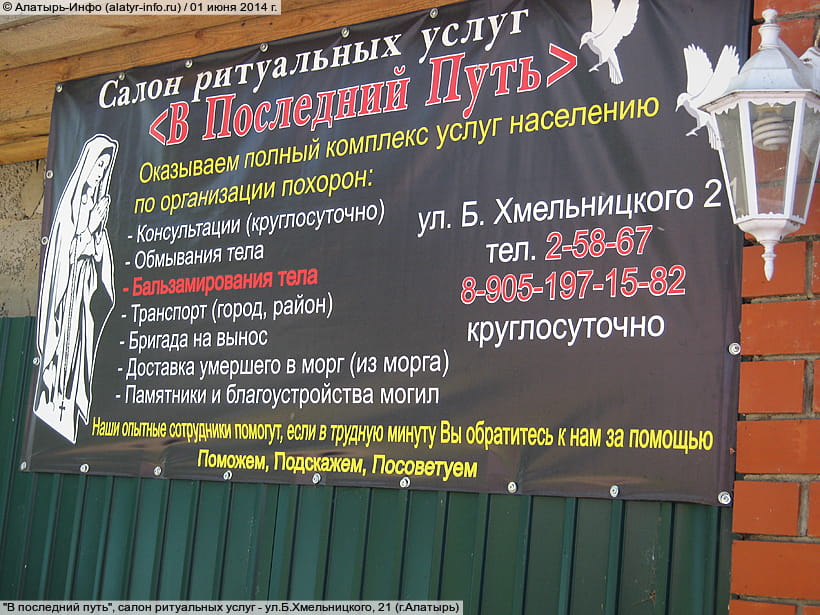 © Алатырь-Инфо (alatyr-info.ru) / 01 июня 2014 г.
Салон ритуальных услуг
<В Последний Путь>
Оказываем полный комплекс услуг населению
по организации похорон:
- Консультации (круглосуточно)
- Обмывания тела
- Бальзамирования тела
- Транспорт (город, район)
- Бригада на вынос
- Доставка умершего в морг (из морга)
- Памятники и благоустройства могил
ул. Б. Хмельницкого 21
тел. 2-58-67
8-905-197-15-82
круглосуточно
Наши опытные сотрудники помогут, если в трудную минуту Вы обратитесь к нам за помощью
Поможем, Подскажем, Посоветуем
"В последний путь", салон ритуальных услуг - ул.Б.Хмельницкого, 21 (г.Алатырь)